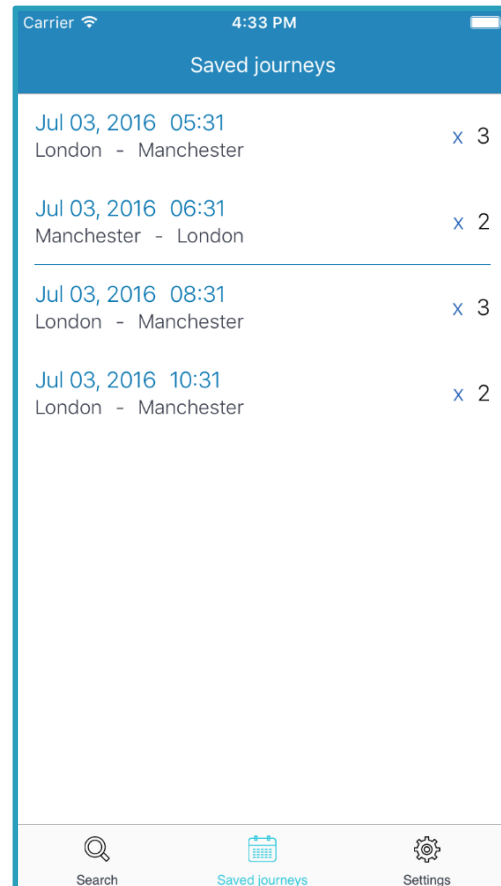 Carrier 4:33 PM
Saved journeys
Jul 03, 2016 05:31
London - Manchester
x 3
Jul 03, 2016 06:31
Manchester - London
x 2
Jul 03, 2016 08:31
London - Manchester
x 3
Jul 03, 2016 10:31
London - Manchester
x 2
Search Saved journeys Settings